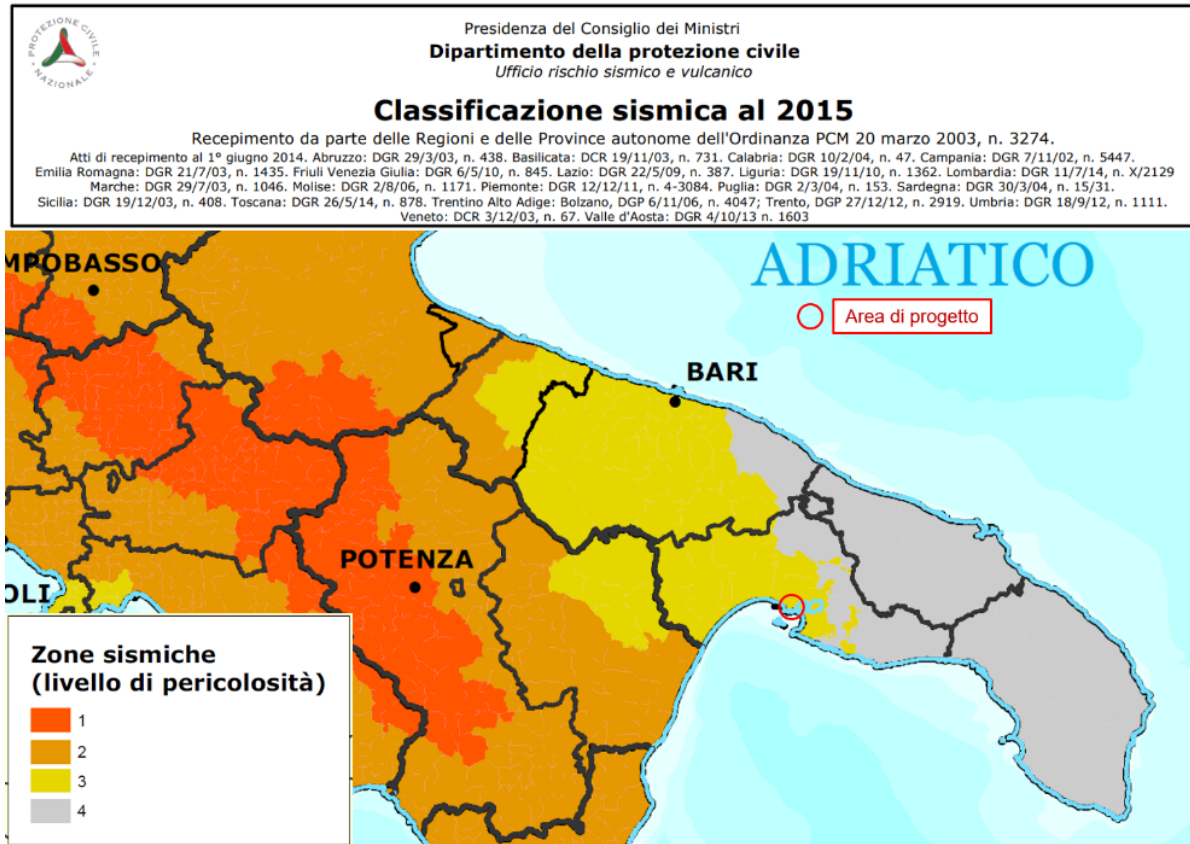 PROTEZIONE CIVILE
NAZIONALE
Presidenza del Consiglio dei Ministri
Dipartimento della protezione civile
Ufficio rischio sismico e vulcanico
Classificazione sismica al 2015
Recepimento da parte delle Regioni e delle Province autonome dell'Ordinanza PCM 20 marzo 2003, n. 3274.
Atti di recepimento al 1° giugno 2014. Abruzzo: DGR 29/3/03, n. 438. Basilicata: DCR 19/11/03, n. 731. Calabria: DGR 10/2/04, n. 47. Campania: DGR 7/11/02, n. 5447.
Emilia Romagna: DGR 21/7/03, n. 1435. Friuli Venezia Giulia: DGR 6/5/10, n. 845. Lazio: DGR 22/5/09, n. 387. Liguria: DGR 19/11/10, n. 1362. Lombardia: DGR 11/7/14, n. X/2129
Marche: DGR 29/7/03, n. 1046. Molise: DGR 2/8/06, n. 1171. Piemonte: DGR 12/12/11, n. 4-3084. Puglia: DGR 2/3/04, n. 153. Sardegna: DGR 30/3/04, n. 15/31.
Sicilia: DGR 19/12/03, n. 408. Toscana: DGR 26/5/14, n. 878. Trentino Alto Adige: Bolzano, DGP 6/11/06, n. 4047; Trento, DGP 27/12/12, n. 2919. Umbria: DGR 18/9/12, n. 1111.
Veneto: DCR 3/12/03, n. 67. Valle d'Aosta: DGR 4/10/13 n. 1603
MPOBASSO
ADRIATICO
Area di progetto
BARI
POTENZA
OLI
Zone sismiche
(livello di pericolosità)
1
2
3
4